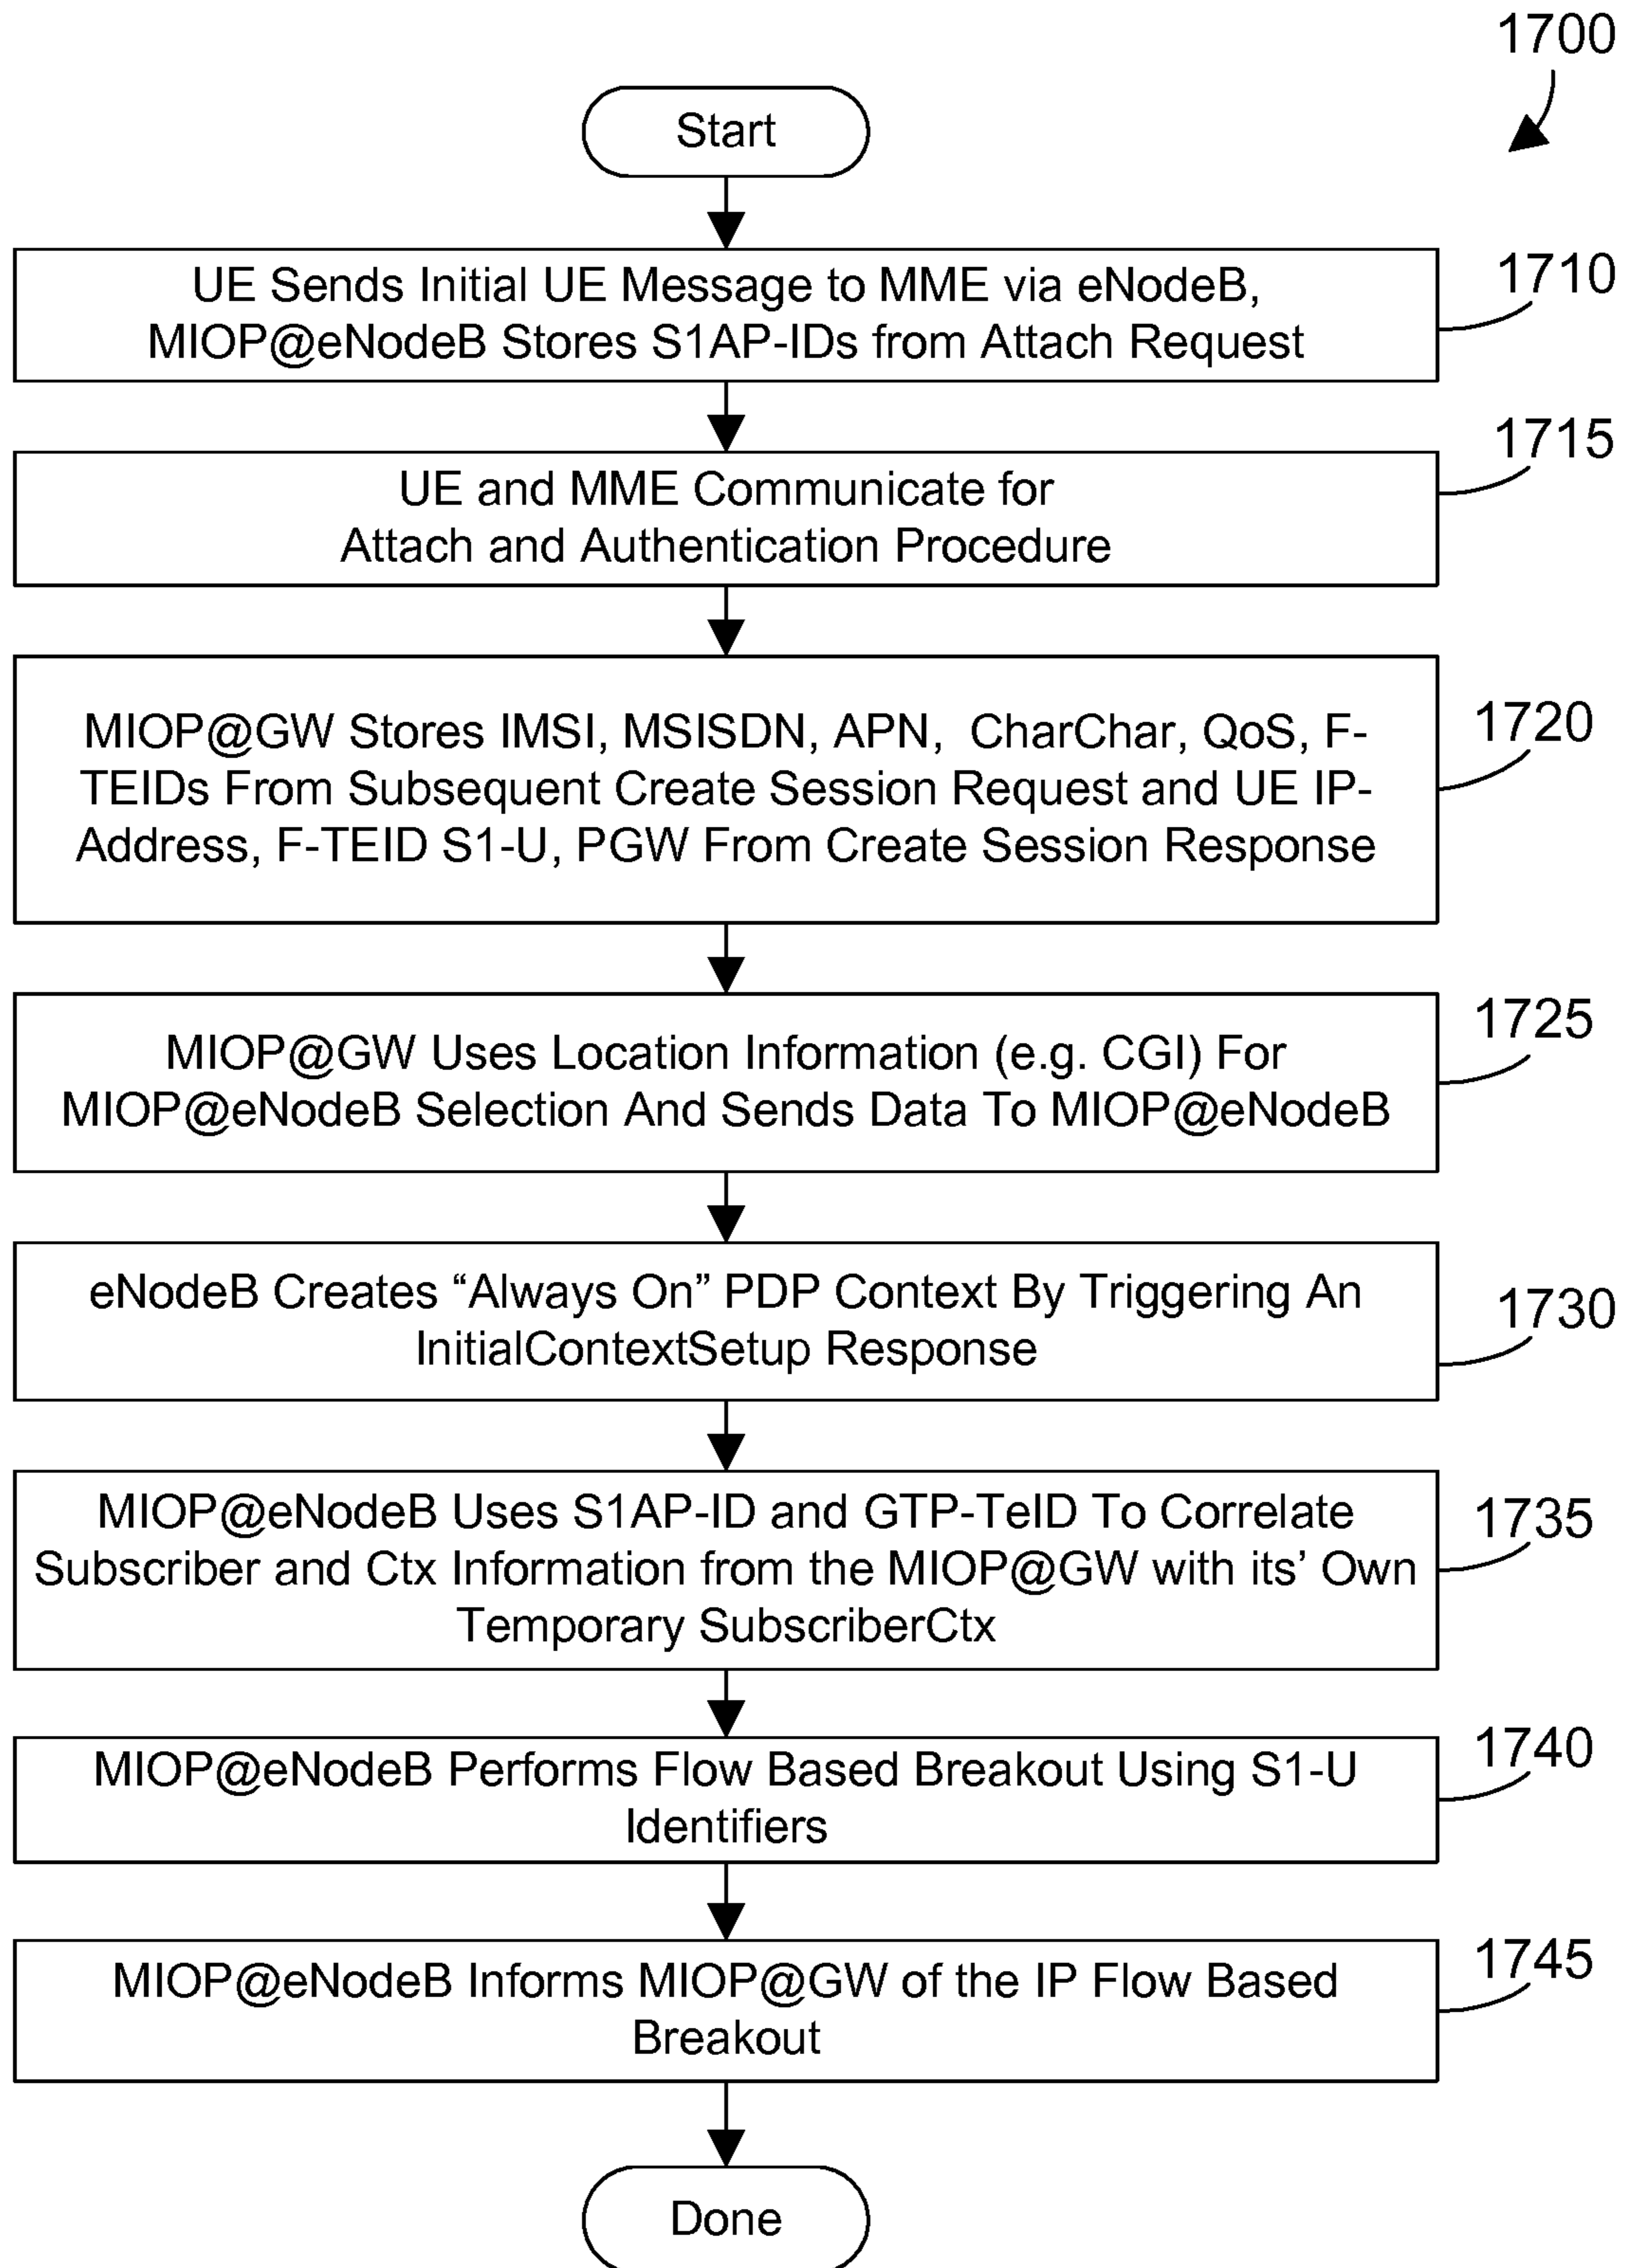 1700
Start
UE Sends Initial UE Message to MME via eNodeB,
MIOP@eNodeB Stores S1AP-IDs from Attach Request
1710
UE and MME Communicate for
Attach and Authentication Procedure
1715
MIOP@GW Stores IMSI, MSISDN, APN, CharChar, QoS, F-
TEIDs From Subsequent Create Session Request and UE IP-
Address, F-TEID S1-U, PGW From Create Session Response
1720
MIOP@GW Uses Location Information (e.g. CGI) For
MIOP@eNodeB Selection And Sends Data To MIOP@eNodeB
1725
eNodeB Creates “Always On” PDP Context By Triggering An
InitialContextSetup Response
1730
MIOP@eNodeB Uses S1AP-ID and GTP-TeID To Correlate
Subscriber and Ctx Information from the MIOP@GW with its’ Own
Temporary SubscriberCtx
1735
MIOP@eNodeB Performs Flow Based Breakout Using S1-U
Identifiers
1740
MIOP@eNodeB Informs MIOP@GW of the IP Flow Based
Breakout
1745
Done